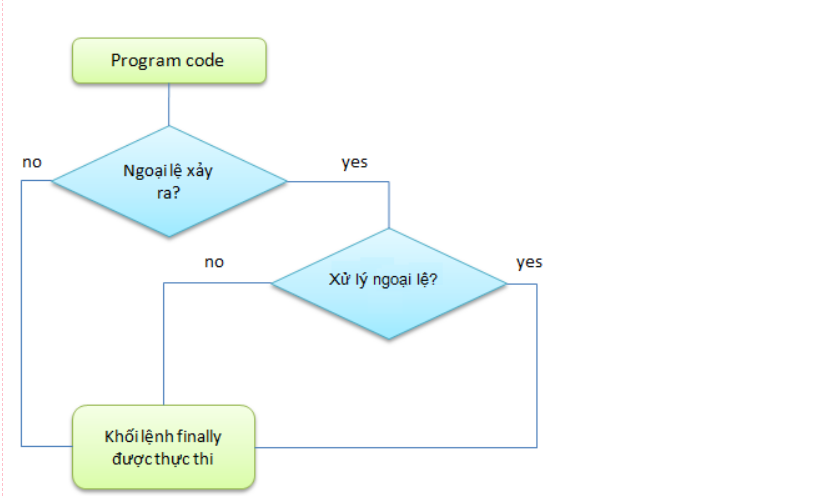 Program code
no
yes
Ngoại lệ xảy
ra?
no
yes
Xử lý ngoại lệ?
Khối lệnh finally
được thực thi